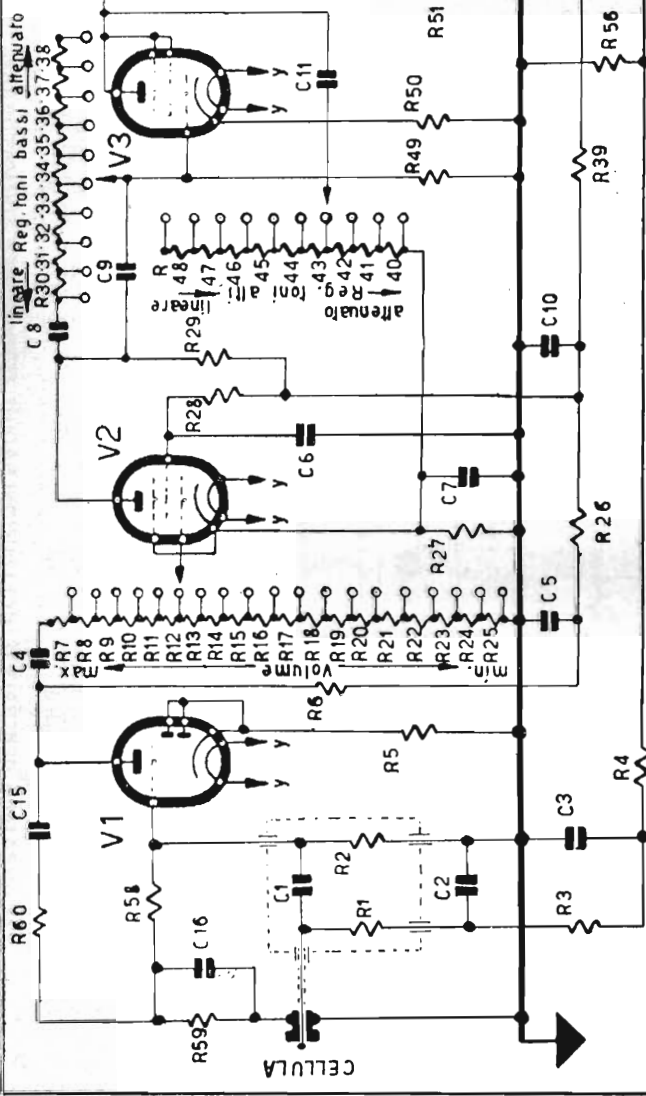 lineare Reg. toni bassi attenuato
R30·31·32·33·34·35·36·37·38
R51
R56
C8
C9
V3
C11
R50
R49
R39
y
y
R
48
47
46
45
44
43
42
41
40
attenuato Reg. toni alti lineare
R29
R28
V2
C6
C7
C10
R27
R26
y
y
C4
R7
R8
R9
R10
R11
R12
R13
R14
R15
R16
R17
R18
R19
R20
R21
R22
R23
R24
R25
min. Volume max.
R6
C5
C15
V1
y
y
R5
R4
R60
R58
C16
R59
C1
R2
R1
C2
C3
R3
CELLULA